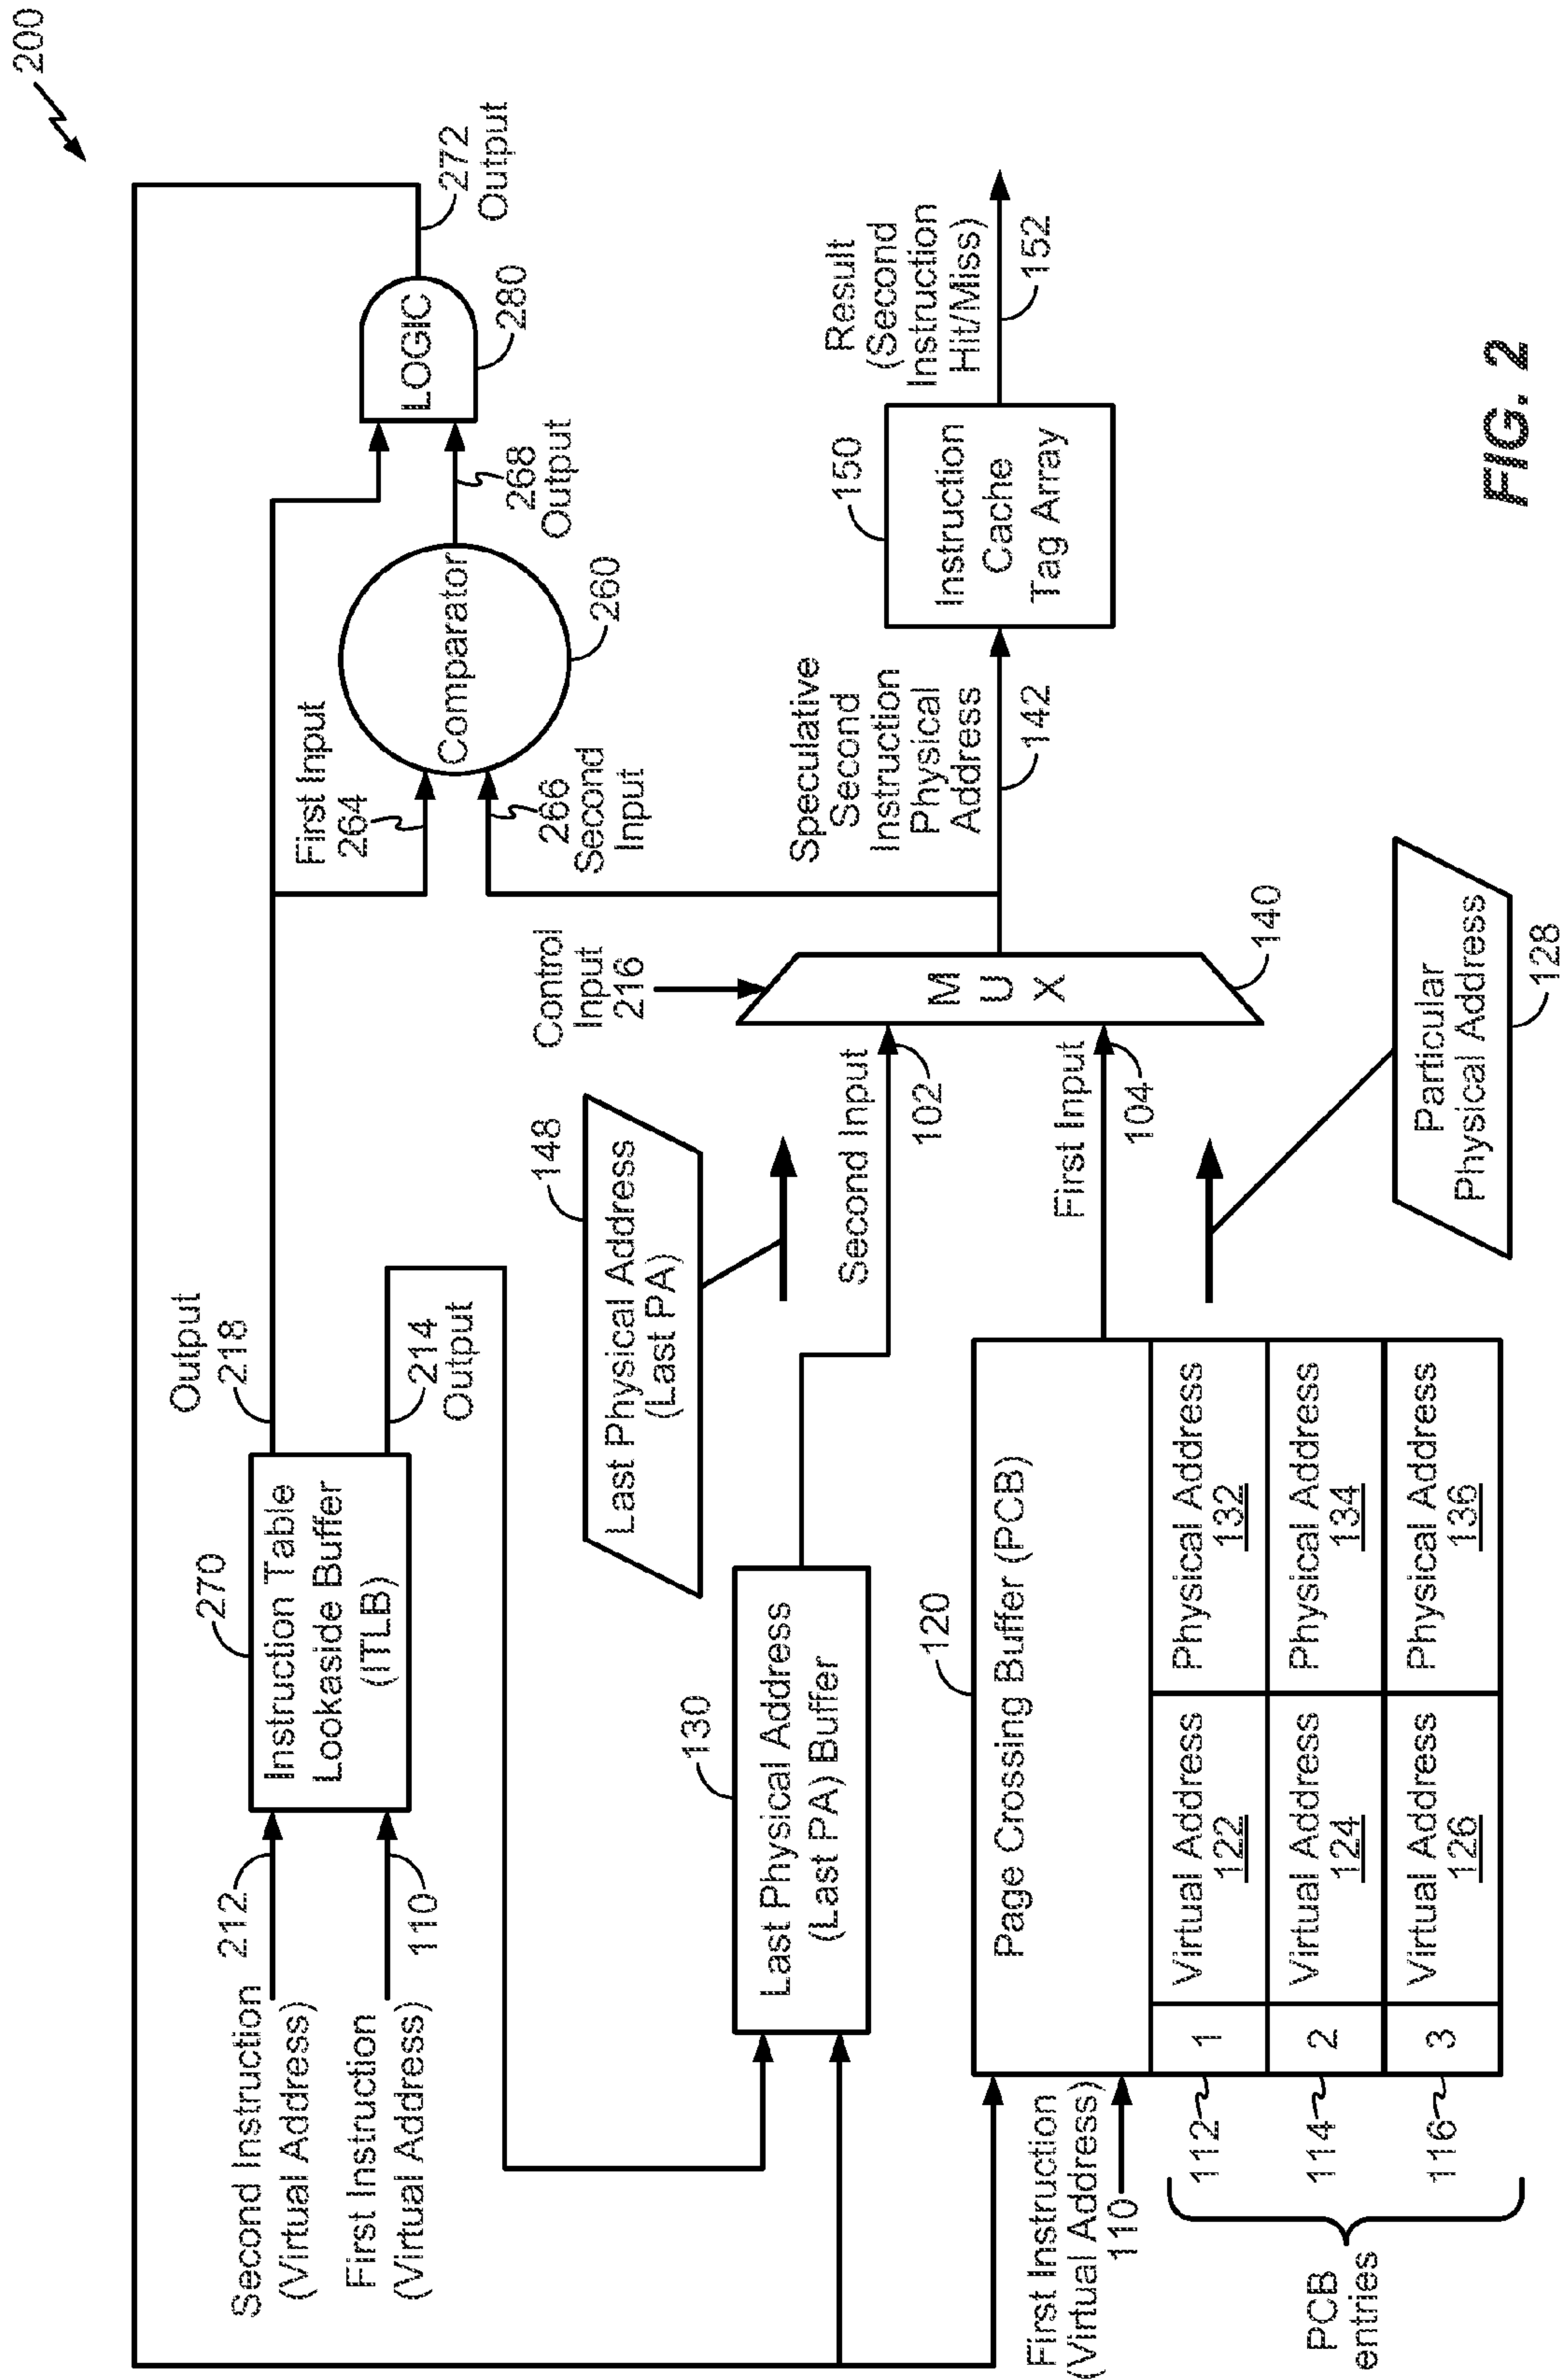 200
Second Instruction
(Virtual Address)
212
First Instruction
(Virtual Address)
110
270
Instruction Table
Lookaside Buffer
(ITLB)
Output
218
214
Output
First Input
264
266
Second
Input
Comparator
260
268
Output
LOGIC
280
272
Output
130
Last Physical Address
(Last PA) Buffer
148
Last Physical Address
(Last PA)
Second Input
102
Control
Input
216
M
U
X
140
Speculative
Second
Instruction
Physical
Address
142
150
Instruction
Cache
Tag Array
Result
(Second
Instruction
Hit/Miss)
152
First Instruction
(Virtual Address)
110
120
Page Crossing Buffer (PCB)
First Input
104
PCB
entries
112
1
Virtual Address
122
Physical Address
132
114
2
Virtual Address
124
Physical Address
134
116
3
Virtual Address
126
Physical Address
136
Particular
Physical Address
128
FIG. 2